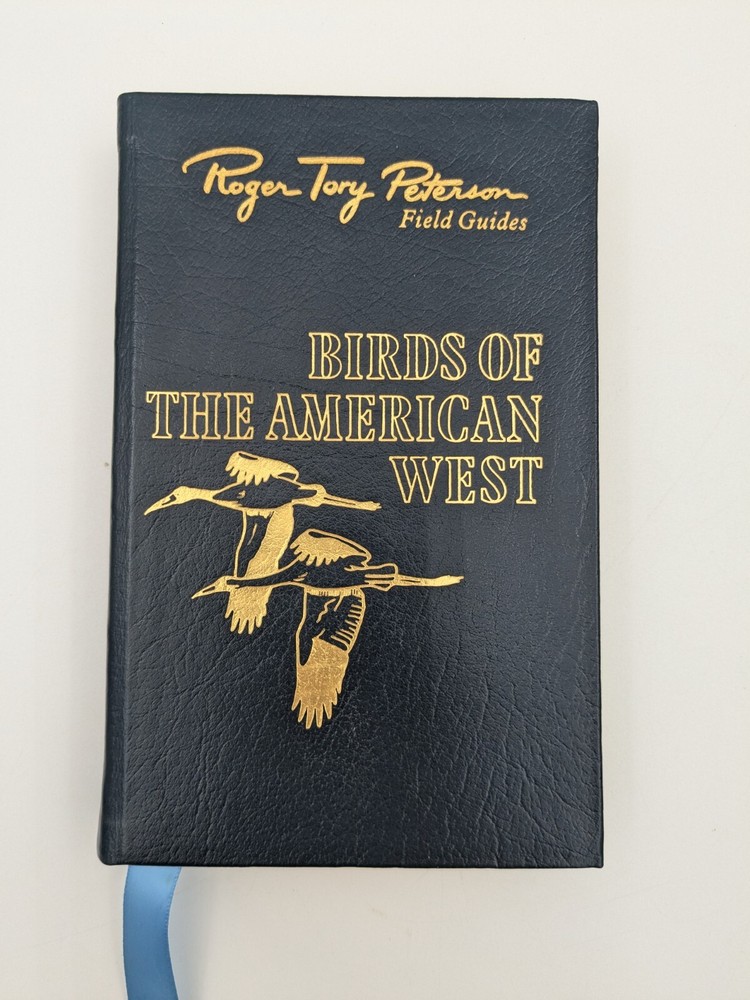 Roger Tory Peterson
Field Guides
BIRDS OF
THE AMERICAN
WEST